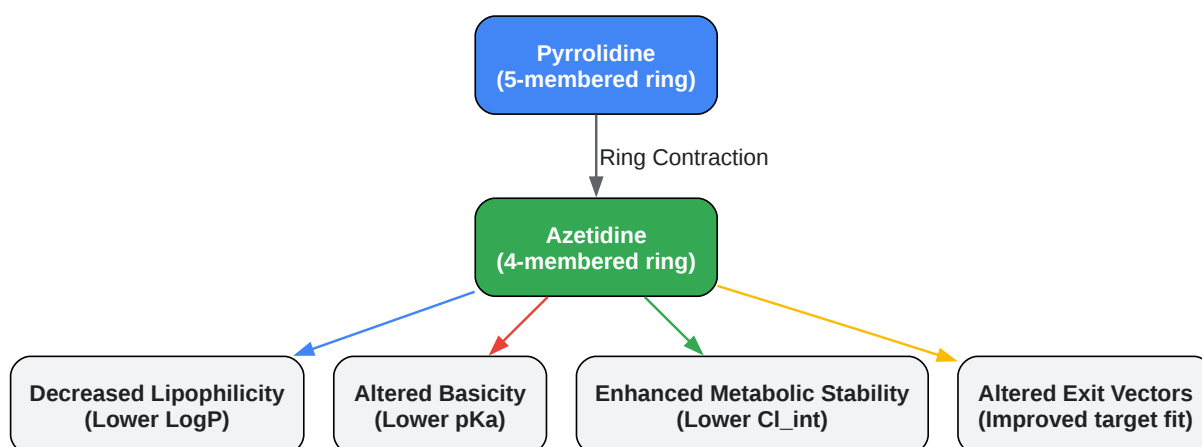 Pyrrolidine
(5-membered ring)
Ring Contraction
Azetidine
(4-membered ring)
Decreased Lipophilicity
(Lower LogP)
Altered Basicity
(Lower pKa)
Enhanced Metabolic Stability
(Lower Cl_int)
Altered Exit Vectors
(Improved target fit)